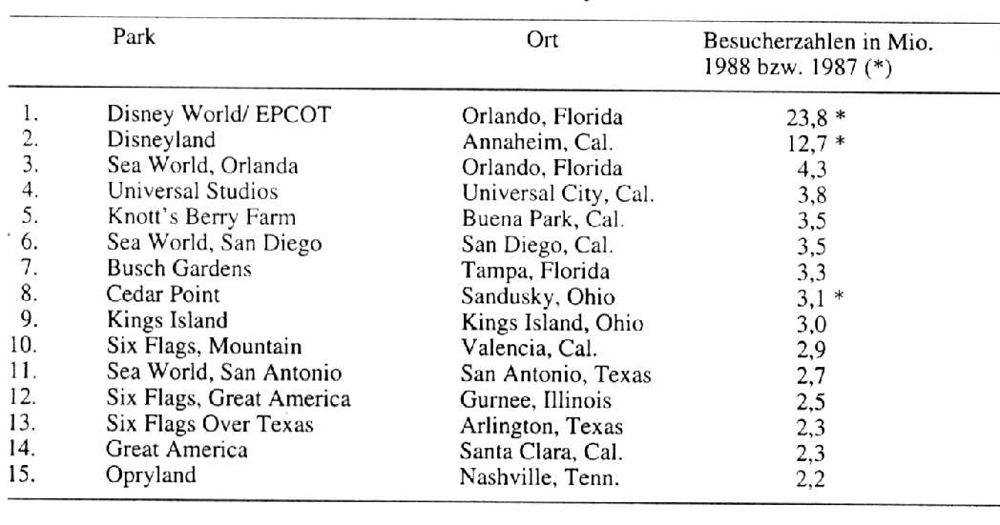 Park Ort Besucherzahlen in Mio.
1988 bzw. 1987 (*)
1. Disney World/ EPCOT Orlando, Florida 23,8 *
2. Disneyland Annaheim, Cal. 12,7 *
3. Sea World, Orlanda Orlando, Florida 4,3
4. Universal Studios Universal City, Cal. 3,8
5. Knott's Berry Farm Buena Park, Cal. 3,5
6. Sea World, San Diego San Diego, Cal. 3,5
7. Busch Gardens Tampa, Florida 3,3
8. Cedar Point Sandusky, Ohio 3,1 *
9. Kings Island Kings Island, Ohio 3,0
10. Six Flags, Mountain Valencia, Cal. 2,9
11. Sea World, San Antonio San Antonio, Texas 2,7
12. Six Flags, Great America Gurnee, Illinois 2,5
13. Six Flags Over Texas Arlington, Texas 2,3
14. Great America Santa Clara, Cal. 2,3
15. Opryland Nashville, Tenn. 2,2